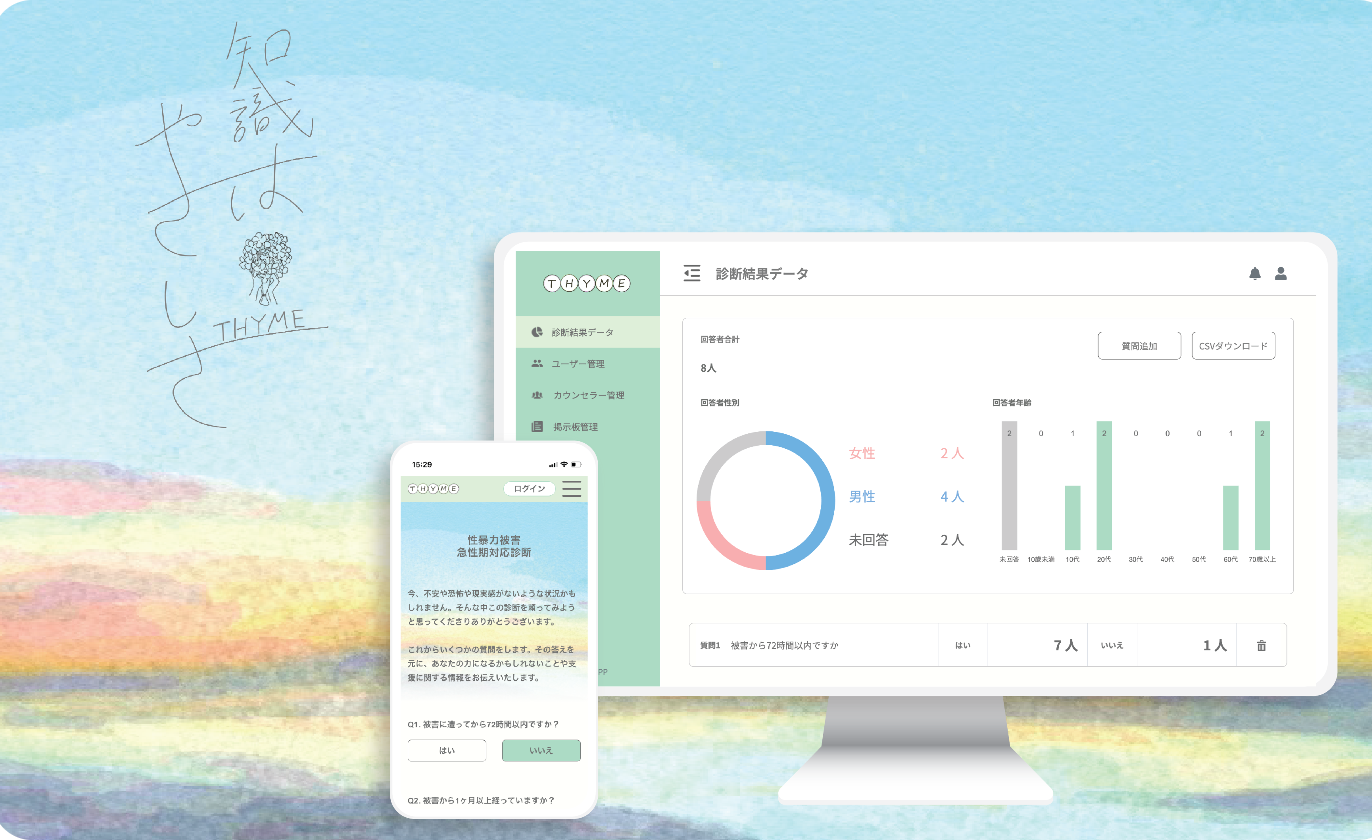 知識は
やさしさ
THYME
THYME
診断結果データ
ユーザー管理
カウンセラー管理
掲示板管理
PP
診断結果データ
回答者合計
8人
質問追加
CSVダウンロード
回答者性別
女性 2人
男性 4人
未回答 2人
回答者年齢
2 0 1 2 0 0 0 1 2
未回答 10歳未満 10代 20代 30代 40代 50代 60代 70歳以上
質問1 被害から72時間以内ですか はい 7人 いいえ 1人
15:29
THYME
ログイン
性暴力被害
急性期対応診断
今、不安や恐怖や現実感がないような状況かも
しれません。そんな中この診断を頼ってみよう
と思ってくださりありがとうございます。
これからいくつかの質問をします。その答えを
元に、あなたの力になるかもしれないことや支
援に関する情報をお伝えいたします。
Q1. 被害に遭ってから72時間以内ですか？
はい いいえ
Q2. 被害から1ヶ月以上経っていますか？